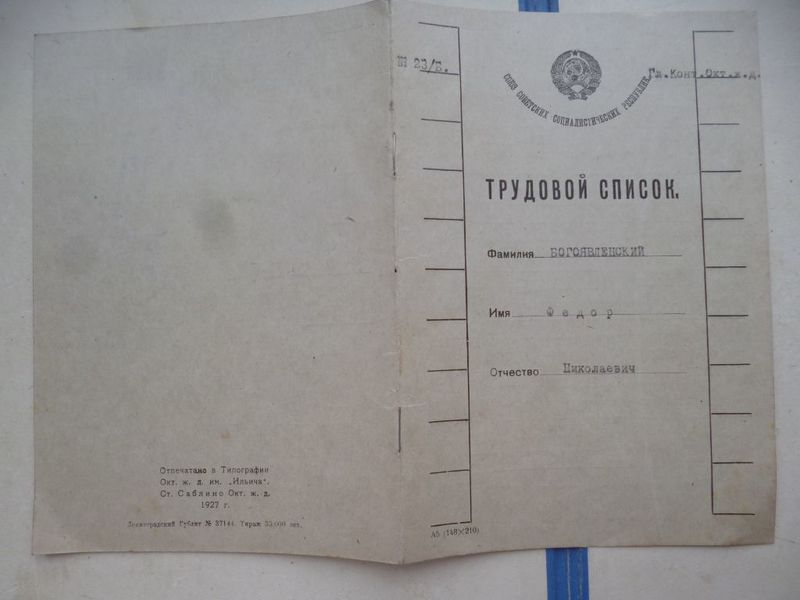 Отпечатано в Типографии
Окт. ж. д. им. „Ильича“.
Ст. Саблино Окт. ж. д.
1927 г.
Ленинградский Гублит № 37144. Тираж 35.000 экз.
№ 23/Б.
Гл.Конт.Окт.ж.д.
СОЮЗ СОВЕТСКИХ СОЦИАЛИСТИЧЕСКИХ РЕСПУБЛИК
ТРУДОВОЙ СПИСОК.
Фамилия БОГОЯВЛЕНСКИЙ
Имя Федор
Отчество Николаевич
А5 (148×210)